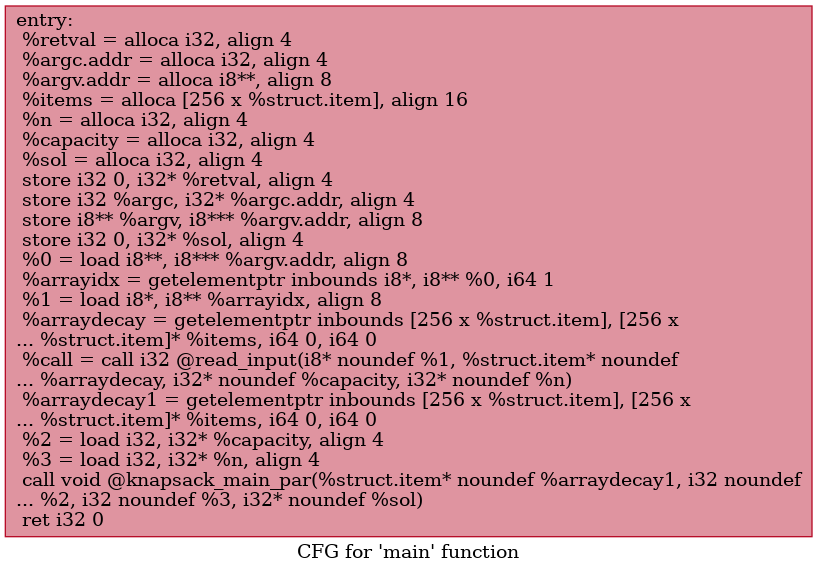 entry:
%retval = alloca i32, align 4
%argc.addr = alloca i32, align 4
%argv.addr = alloca i8**, align 8
%items = alloca [256 x %struct.item], align 16
%n = alloca i32, align 4
%capacity = alloca i32, align 4
%sol = alloca i32, align 4
store i32 0, i32* %retval, align 4
store i32 %argc, i32* %argc.addr, align 4
store i8** %argv, i8*** %argv.addr, align 8
store i32 0, i32* %sol, align 4
%0 = load i8**, i8*** %argv.addr, align 8
%arrayidx = getelementptr inbounds i8*, i8** %0, i64 1
%1 = load i8*, i8** %arrayidx, align 8
%arraydecay = getelementptr inbounds [256 x %struct.item], [256 x
... %struct.item]* %items, i64 0, i64 0
%call = call i32 @read_input(i8* noundef %1, %struct.item* noundef
... %arraydecay, i32* noundef %capacity, i32* noundef %n)
%arraydecay1 = getelementptr inbounds [256 x %struct.item], [256 x
... %struct.item]* %items, i64 0, i64 0
%2 = load i32, i32* %capacity, align 4
%3 = load i32, i32* %n, align 4
call void @knapsack_main_par(%struct.item* noundef %arraydecay1, i32 noundef
... %2, i32 noundef %3, i32* noundef %sol)
ret i32 0
CFG for 'main' function